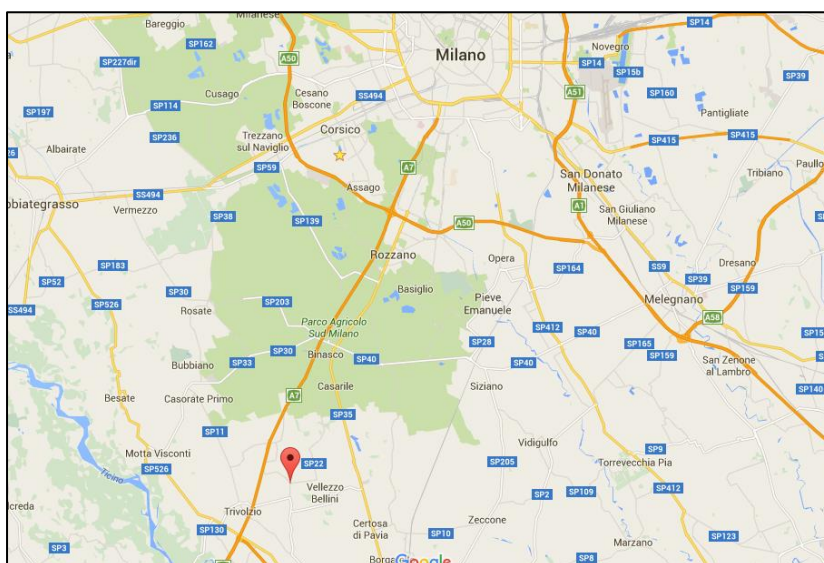 Bareggio
Milanese
SP162
A50
Milano
Novegro
SP14
SP14
SP15b
SP227dir
Cusago
Cesano
Boscone
SS494
A51
SP160
SP39
SP114
SP197
SP236
Corsico
Pantigliate
SP415
SP415
Albairate
Trezzano
sul Naviglio
SP59
A7
San Donato
Milanese
Tribiano
Paullo
SS494
Assago
A1
San Giuliano
Milanese
bbiategrasso
Vermezzo
SP38
SP139
A50
Rozzano
Opera
SP164
SS9
SP39
Dresano
SP159
SP183
SP52
SP30
SP526
SP203
Basiglio
Pieve
Emanuele
Melegnano
SS494
Rosate
Parco Agricolo
Sud Milano
SP412
SP40
A58
SP28
SP165
SP159
SP15
Bubbiano
SP33
SP30
Binasco
SP40
SP40
San Zenone
al Lambro
Besate
Casorate Primo
A7
Casarile
Siziano
SP140
SP35
SP11
Motta Visconti
Vidigulfo
SP9
SP526
SP22
SP205
Torrevecchia Pia
Ticino
Vellezzo
Bellini
SP2
SP109
SP412
lcreda
Trivolzio
Zeccone
SP130
Certosa
di Pavia
SP10
SP123
SP3
Marzano
SP8
Borga
Google